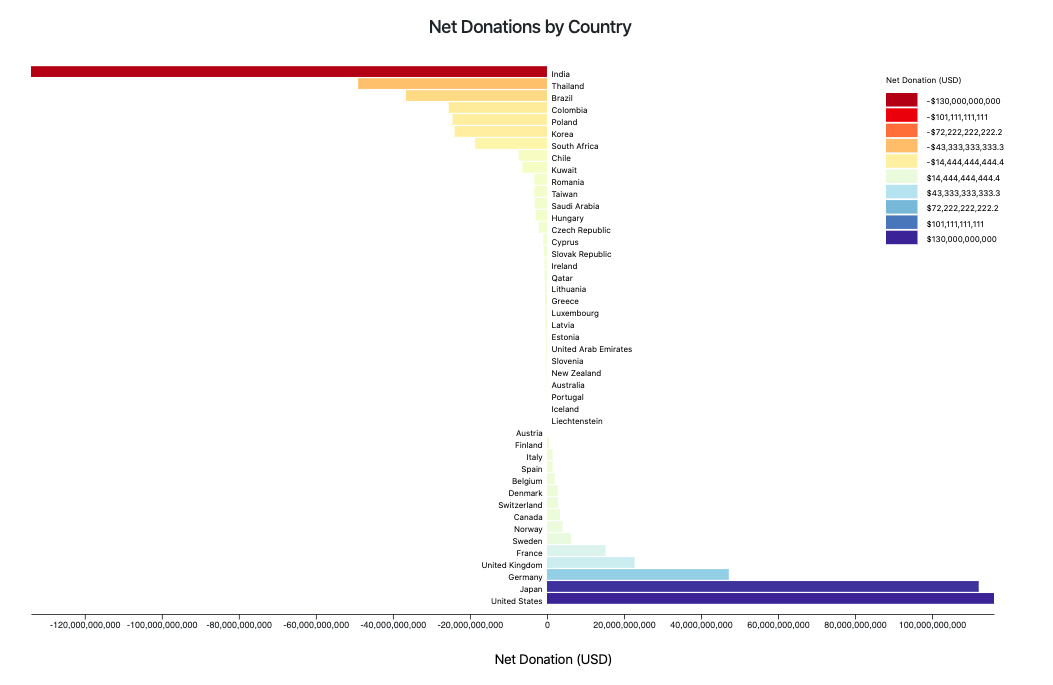 Net Donations by Country
India
Thailand
Brazil
Colombia
Poland
Korea
South Africa
Chile
Kuwait
Romania
Taiwan
Saudi Arabia
Hungary
Czech Republic
Cyprus
Slovak Republic
Ireland
Qatar
Lithuania
Greece
Luxembourg
Latvia
Estonia
United Arab Emirates
Slovenia
New Zealand
Australia
Portugal
Iceland
Liechtenstein
Austria
Finland
Italy
Spain
Belgium
Denmark
Switzerland
Canada
Norway
Sweden
France
United Kingdom
Germany
Japan
United States
Net Donation (USD)
-$130,000,000,000
-$101,111,111,111
-$72,222,222,222.2
-$43,333,333,333.3
-$14,444,444,444.4
$14,444,444,444.4
$43,333,333,333.3
$72,222,222,222.2
$101,111,111,111
$130,000,000,000
-120,000,000,000 -100,000,000,000 -80,000,000,000 -60,000,000,000 -40,000,000,000 -20,000,000,000 0 20,000,000,000 40,000,000,000 60,000,000,000 80,000,000,000 100,000,000,000
Net Donation (USD)